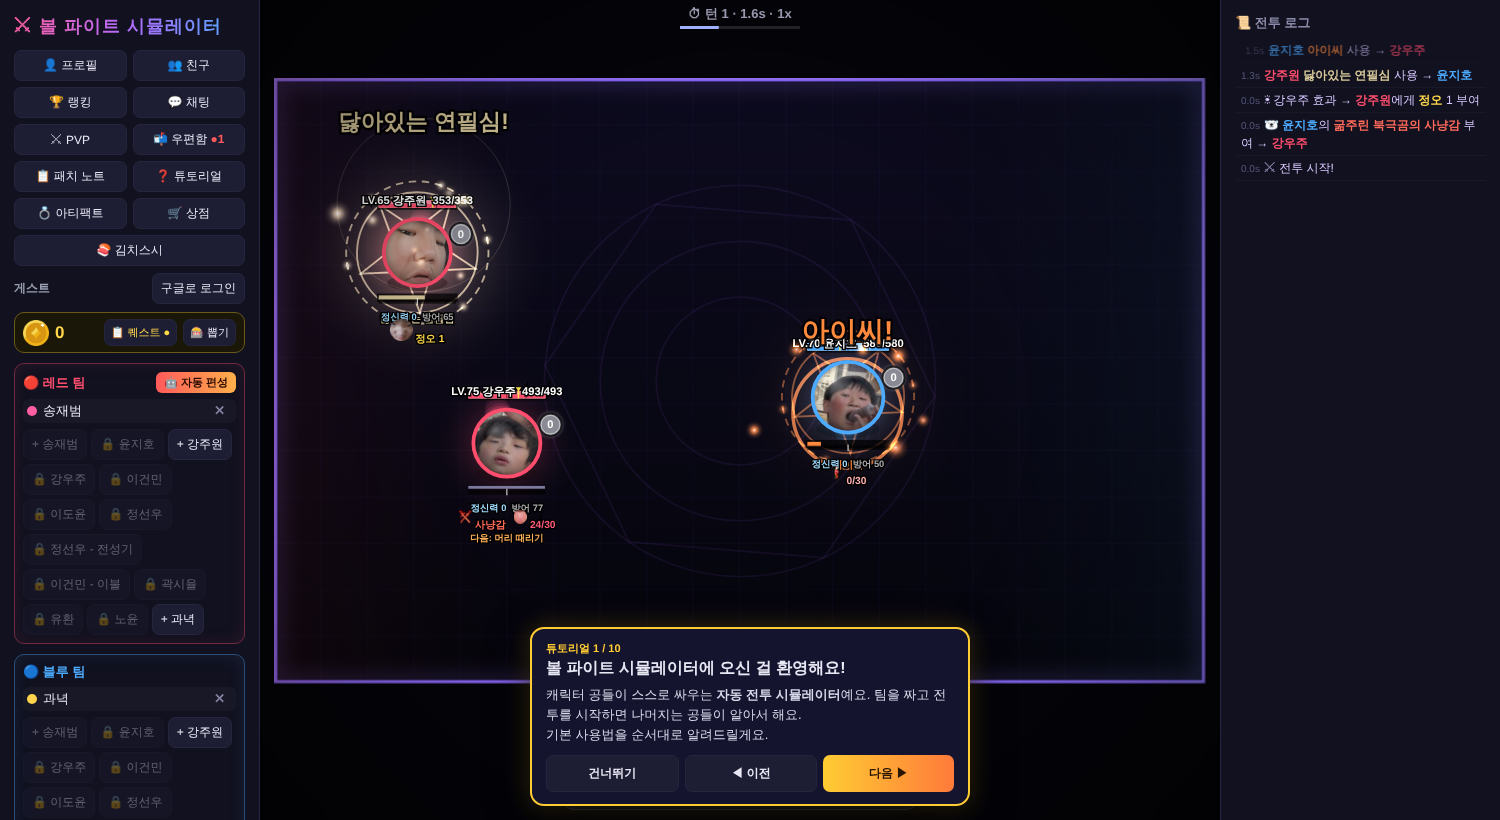 볼 파이트 시뮬레이터
프로필
친구
랭킹
채팅
PVP
우편함 ●1
패치 노트
튜토리얼
아티팩트
상점
김치스시
게스트
구글로 로그인
0
퀘스트 ●
뽑기
레드 팀
자동 편성
송재범 ✕
+ 송재범
윤지호
+ 강주원
강우주
이건민
이도윤
정선우
정선우 - 전성기
이건민 - 이불
곽시율
유환
노윤
+ 과녁
블루 팀
과녁 ✕
+ 송재범
윤지호
+ 강주원
강우주
이건민
이도윤
정선우
턴 1 · 1.6s · 1x
닳아있는 연필심!
LV.65 강주원 353/353
0
정신력 0 방어 65
정오 1
LV.75 강우주 493/493
0
정신력 0 방어 77
사냥감 24/30
다음: 머리 때리기
아이씨!
LV.70 윤지호 580/580
0
정신력 0 방어 50
0/30
튜토리얼 1 / 10
볼 파이트 시뮬레이터에 오신 걸 환영해요!
캐릭터 공들이 스스로 싸우는 자동 전투 시뮬레이터예요. 팀을 짜고 전
투를 시작하면 나머지는 공들이 알아서 해요.
기본 사용법을 순서대로 알려드릴게요.
건너뛰기
◀ 이전
다음 ▶
전투 로그
1.5s 윤지호 아이씨 사용 → 강우주
1.3s 강주원 닳아있는 연필심 사용 → 윤지호
0.0s 강우주 효과 → 강주원에게 정오 1 부여
0.0s 윤지호의 굶주린 북극곰의 사냥감 부
여 → 강우주
0.0s 전투 시작!